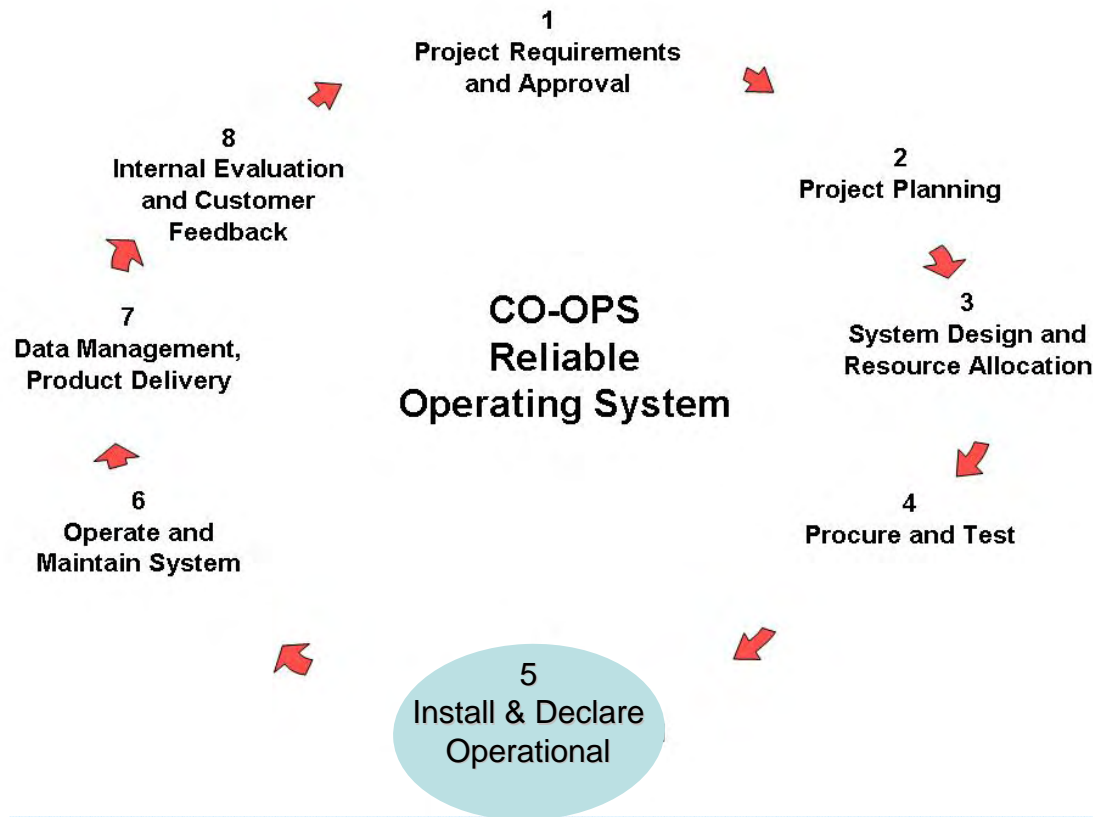 1
Project Requirements
and Approval
2
Project Planning
3
System Design and
Resource Allocation
4
Procure and Test
5
Install & Declare
Operational
6
Operate and
Maintain System
7
Data Management,
Product Delivery
8
Internal Evaluation
and Customer
Feedback
CO-OPS
Reliable
Operating System